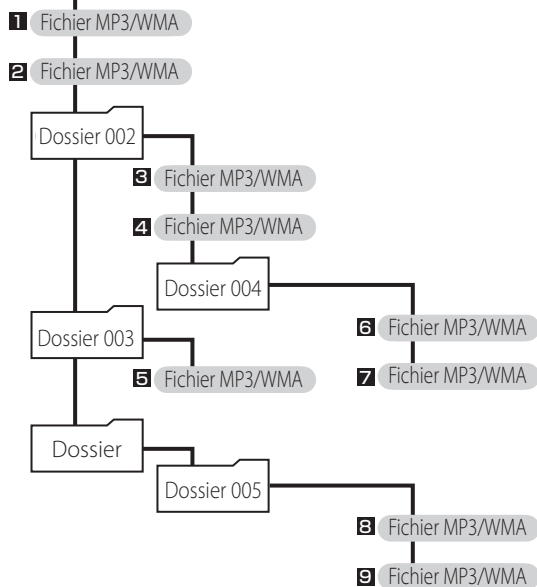 1 Fichier MP3/WMA
2 Fichier MP3/WMA
Dossier 002
3 Fichier MP3/WMA
4 Fichier MP3/WMA
Dossier 004
6 Fichier MP3/WMA
Dossier 003
5 Fichier MP3/WMA
7 Fichier MP3/WMA
Dossier
Dossier 005
8 Fichier MP3/WMA
9 Fichier MP3/WMA